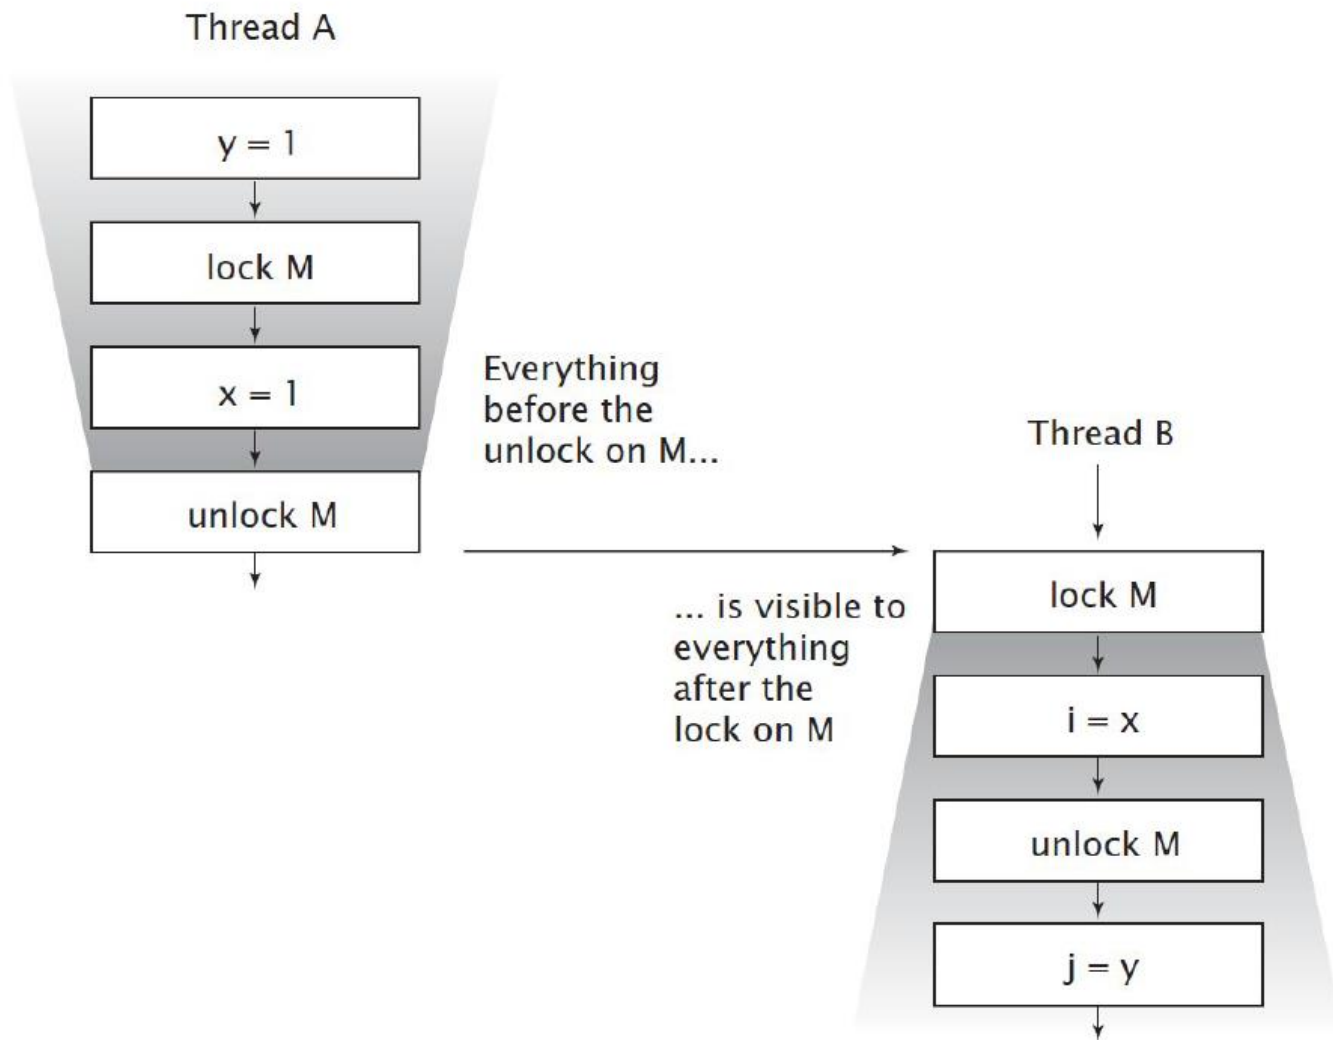 Thread A
y = 1
lock M
x = 1
unlock M
Everything
before the
unlock on M...
Thread B
... is visible to
everything
after the
lock on M
lock M
i = x
unlock M
j = y